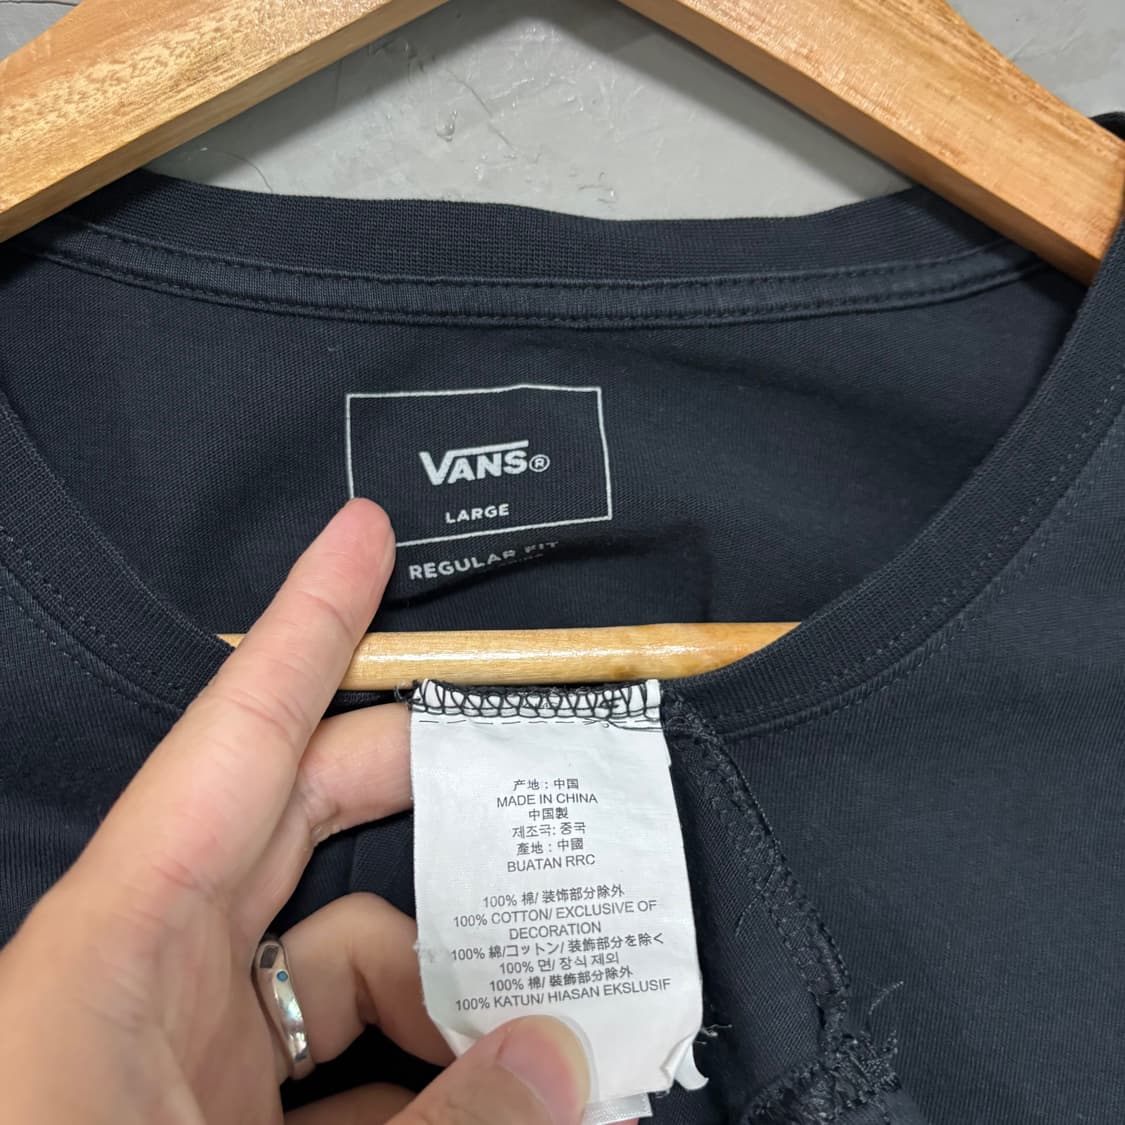 VANS®
LARGE
REGULAR FIT
产地：中国
MADE IN CHINA
中国製
제조국: 중국
產地：中國
BUATAN RRC
100% 棉/ 装饰部分除外
100% COTTON/ EXCLUSIVE OF
DECORATION
100% 綿/コットン/ 装飾部分を除く
100% 면/ 장식 제외
100% 棉/ 裝飾部分除外
100% KATUN/ HIASAN EKSLUSIF